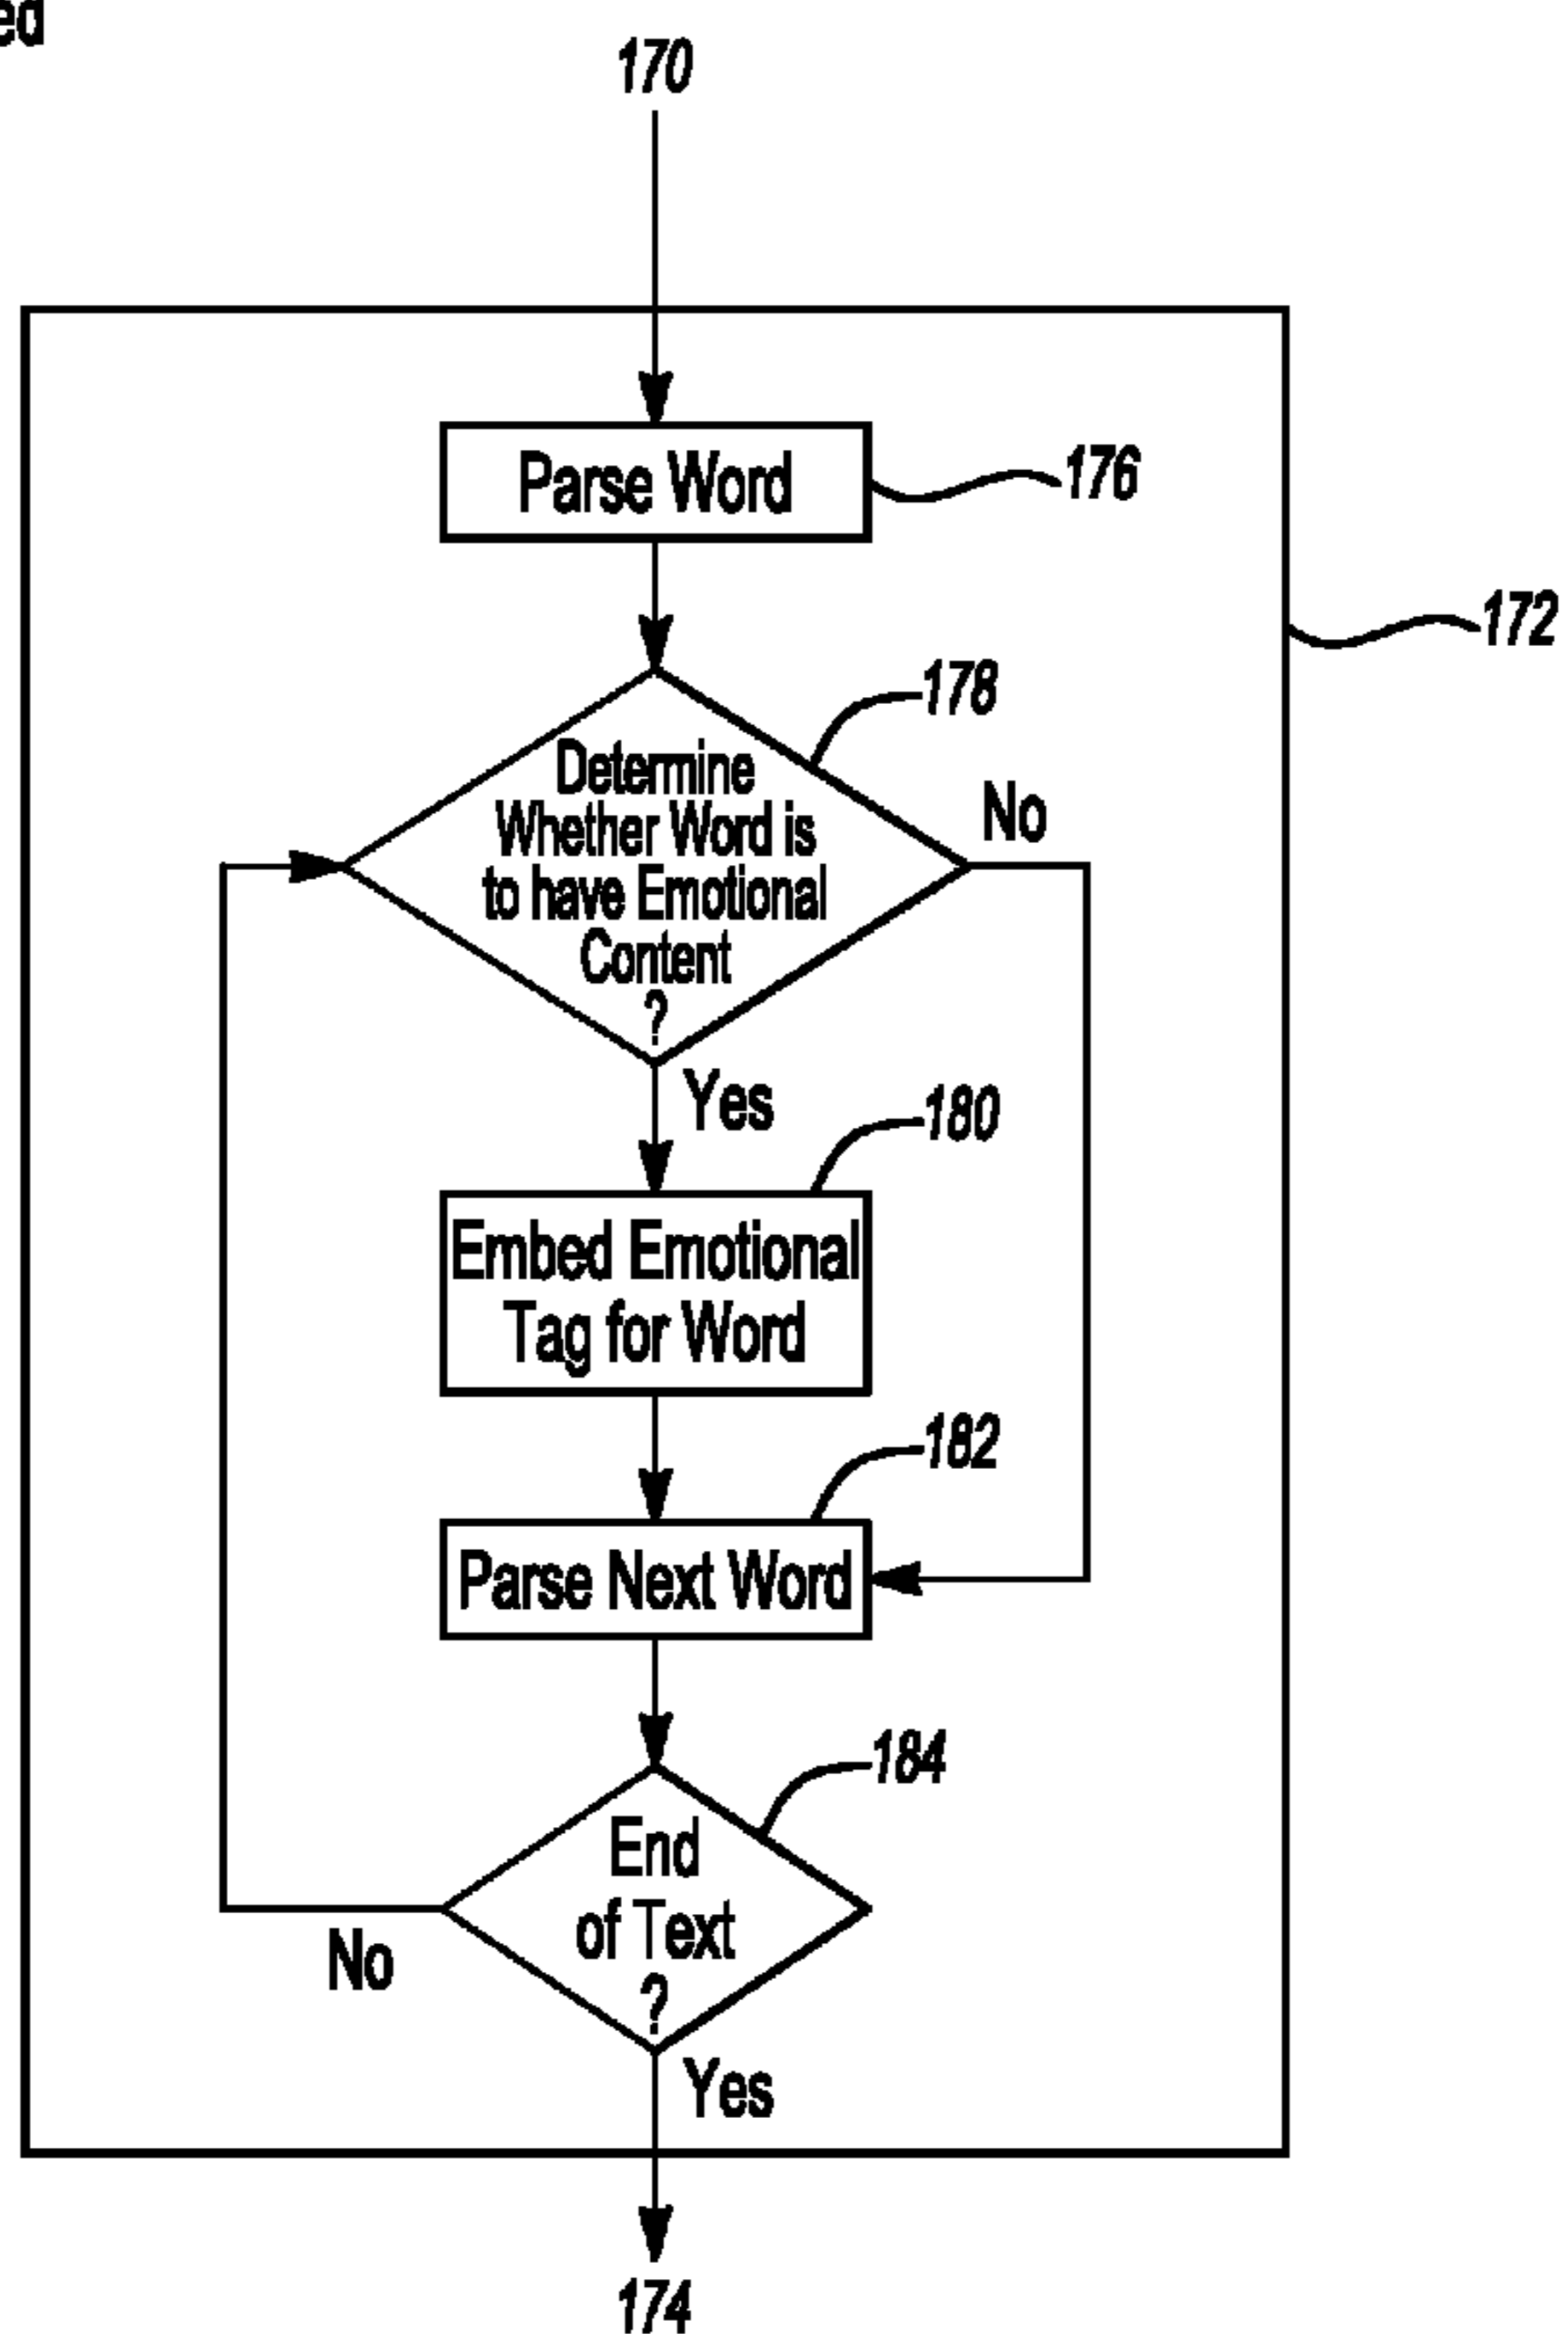 ed
170
Parse Word
176
172
178
Determine
Whether Word is
to have Emotional
Content
?
No
Yes
180
Embed Emotional
Tag for Word
182
Parse Next Word
184
End
of Text
?
No
Yes
174